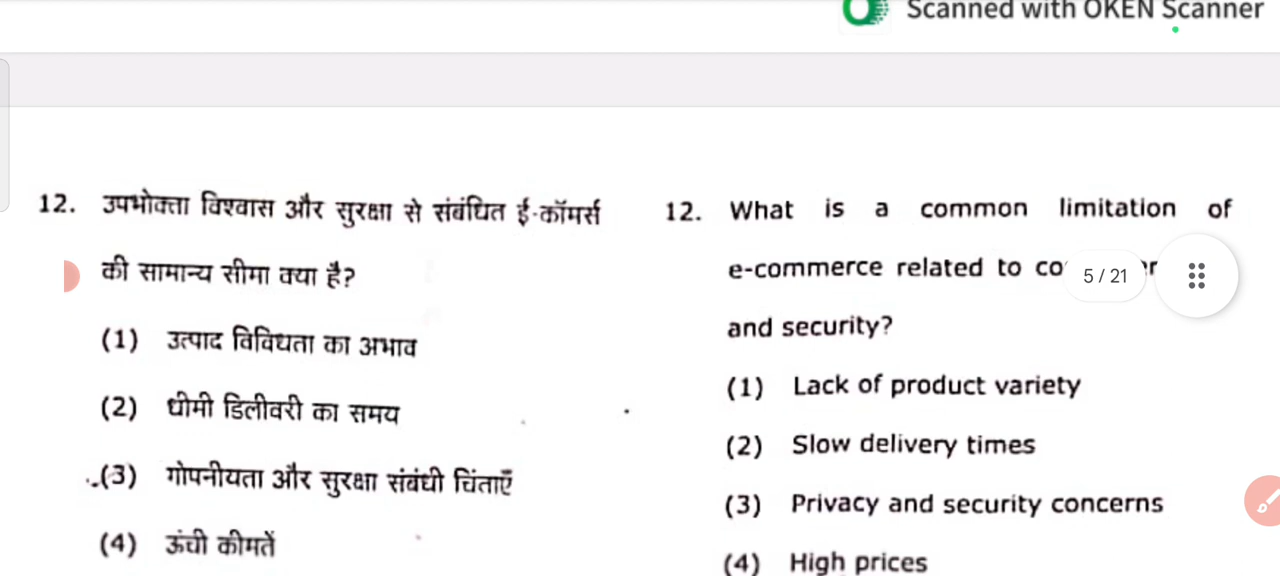 Scanned with OKEN Scanner
12. उपभोक्ता विश्वास और सुरक्षा से संबंधित ई-कॉमर्स
की सामान्य सीमा क्या है?
(1) उत्पाद विविधता का अभाव
(2) धीमी डिलीवरी का समय
(3) गोपनीयता और सुरक्षा संबंधी चिंताएँ
(4) ऊंची कीमतें
12. What is a common limitation of
e-commerce related to
5 / 21
and security?
(1) Lack of product variety
(2) Slow delivery times
(3) Privacy and security concerns
(4) High prices